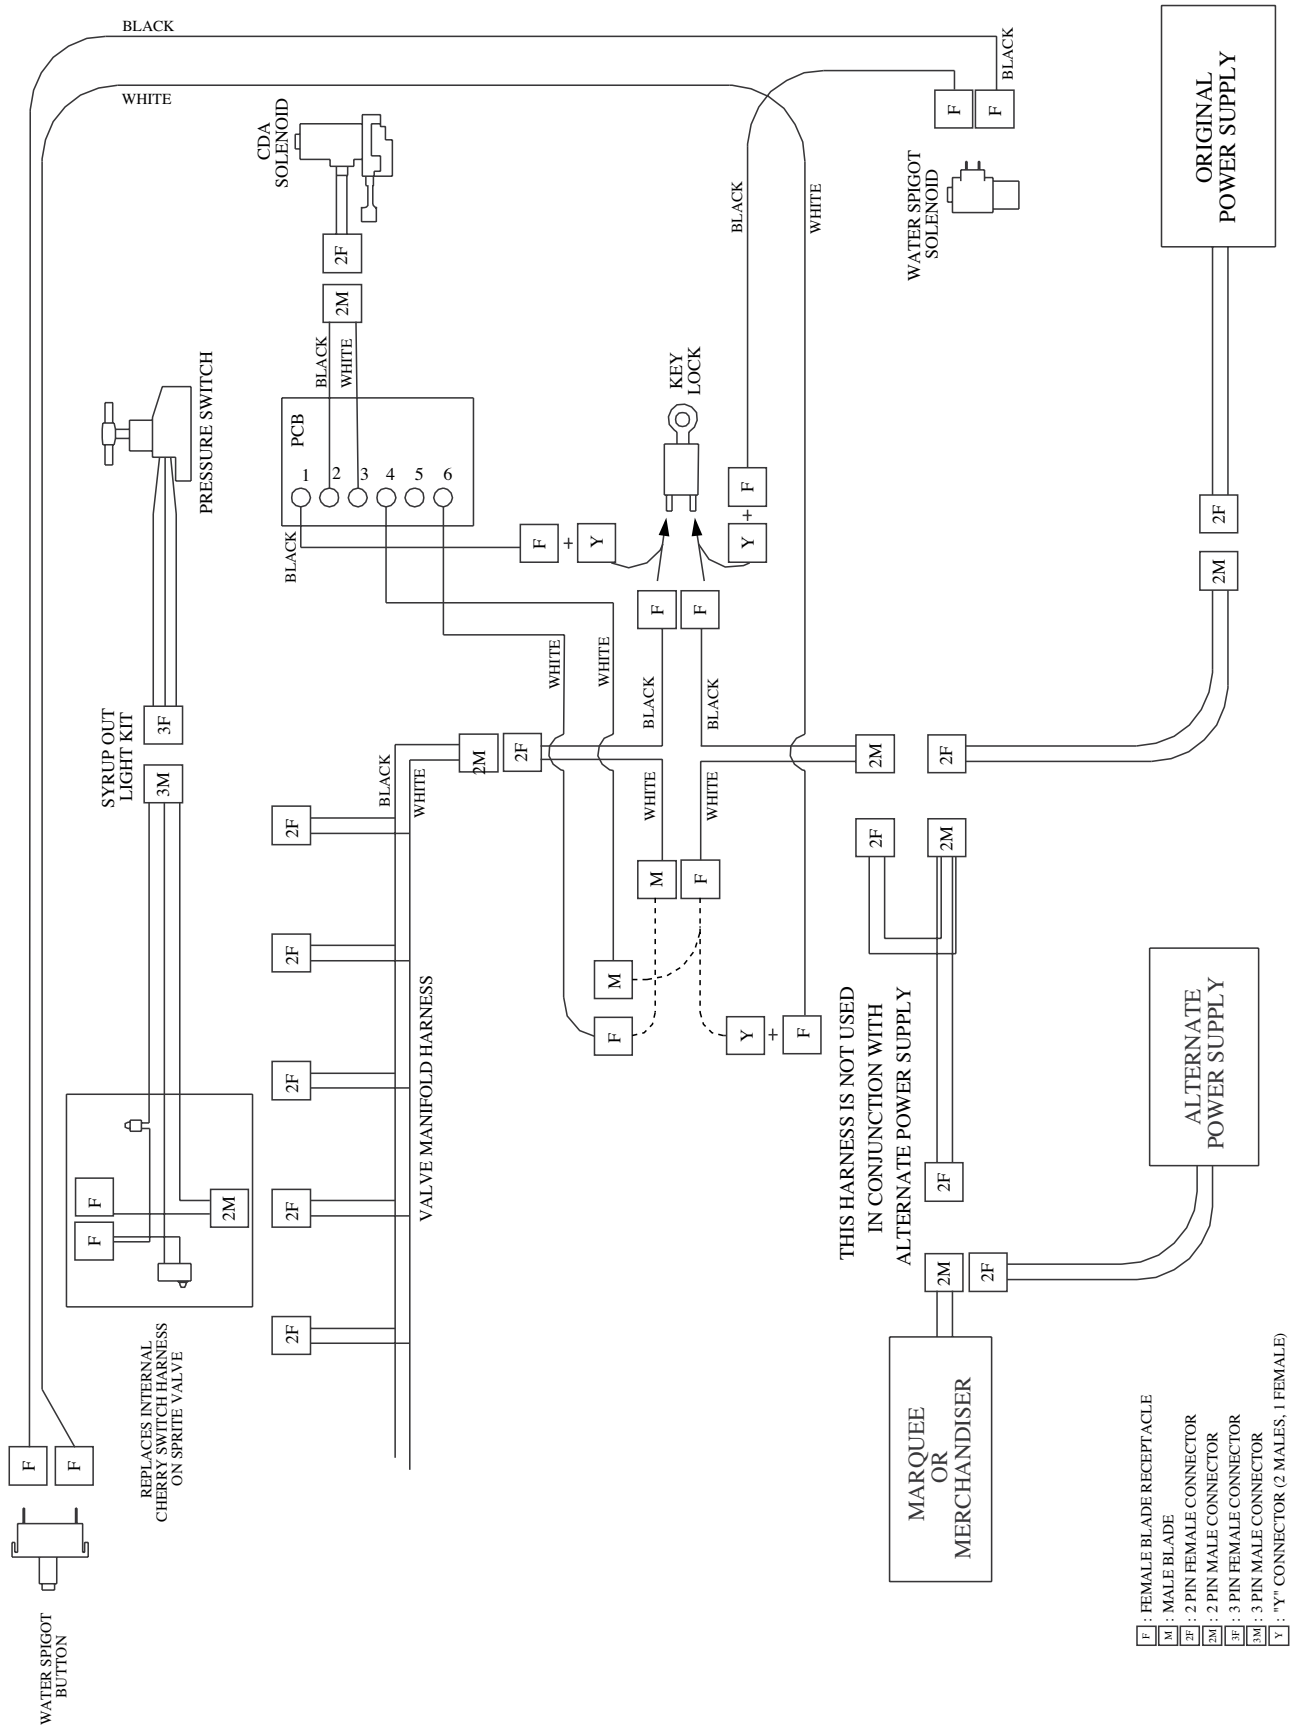 BLACK
WHITE
CDA
SOLENOID
2F
2M
BLACK
WHITE
PCB
1
2
3
4
5
6
BLACK
PRESSURE SWITCH
3F
SYRUP OUT
LIGHT KIT
3M
F
F
2M
REPLACES INTERNAL
CHERRY SWITCH HARNESS
ON SPRITE VALVE
F
F
WATER SPIGOT
BUTTON
2F
2F
2F
2F
2F
BLACK
WHITE
VALVE MANIFOLD HARNESS
2M
2F
F
+
Y
KEY
LOCK
F
+
Y
F
F
WHITE
WHITE
BLACK
BLACK
WHITE
WHITE
M
F
M
F
Y
+
F
BLACK
WHITE
BLACK
F
F
WATER SPIGOT
SOLENOID
ORIGINAL
POWER SUPPLY
2F
2M
2M
2F
2F
2M
THIS HARNESS IS NOT USED
IN CONJUNCTION WITH
ALTERNATE POWER SUPPLY
2F
2M
2F
ALTERNATE
POWER SUPPLY
MARQUEE
OR
MERCHANDISER
F : FEMALE BLADE RECEPTACLE
M : MALE BLADE
2F : 2 PIN FEMALE CONNECTOR
2M : 2 PIN MALE CONNECTOR
3F : 3 PIN FEMALE CONNECTOR
3M : 3 PIN MALE CONNECTOR
Y : "Y" CONNECTOR (2 MALES, 1 FEMALE)